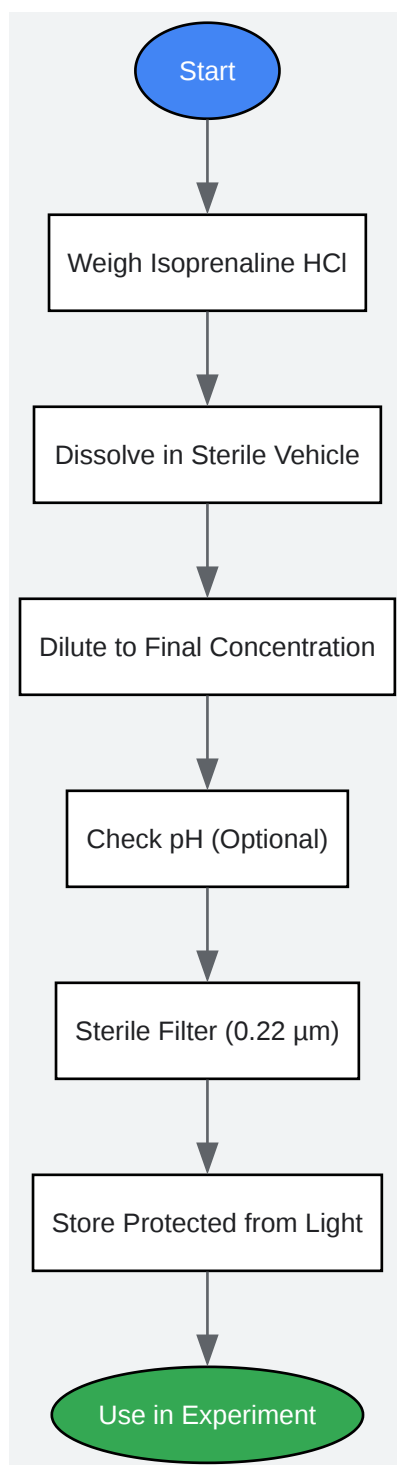 Start
Weigh Isoprenaline HCl
Dissolve in Sterile Vehicle
Dilute to Final Concentration
Check pH (Optional)
Sterile Filter (0.22 µm)
Store Protected from Light
Use in Experiment